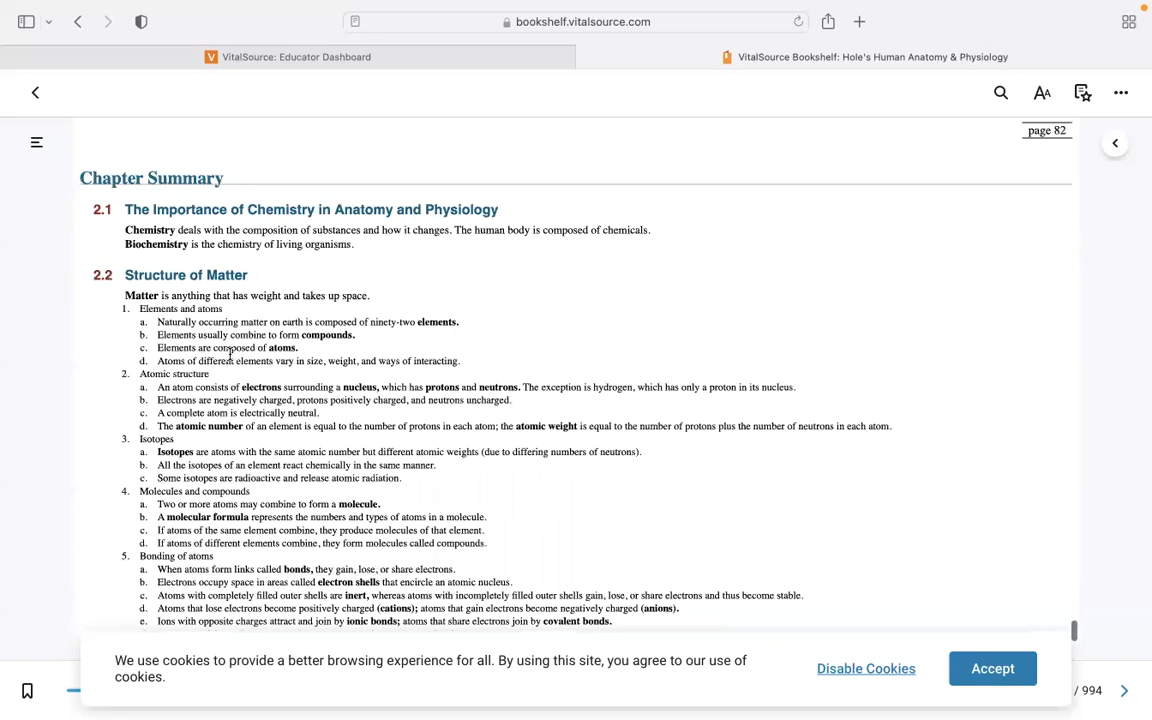 bookshelf.vitalsource.com
VitalSource: Educator Dashboard
VitalSource Bookshelf: Hole's Human Anatomy & Physiology
AA
page 82
Chapter Summary
2.1 The Importance of Chemistry in Anatomy and Physiology
Chemistry deals with the composition of substances and how it changes. The human body is composed of chemicals.
Biochemistry is the chemistry of living organisms.
2.2 Structure of Matter
Matter is anything that has weight and takes up space.
1. Elements and atoms
a. Naturally occurring matter on earth is composed of ninety-two elements.
b. Elements usually combine to form compounds.
c. Elements are composed of atoms.
d. Atoms of different elements vary in size, weight, and ways of interacting.
2. Atomic structure
a. An atom consists of electrons surrounding a nucleus, which has protons and neutrons. The exception is hydrogen, which has only a proton in its nucleus.
b. Electrons are negatively charged, protons positively charged, and neutrons uncharged.
c. A complete atom is electrically neutral.
d. The atomic number of an element is equal to the number of protons in each atom; the atomic weight is equal to the number of protons plus the number of neutrons in each atom.
3. Isotopes
a. Isotopes are atoms with the same atomic number but different atomic weights (due to differing numbers of neutrons).
b. All the isotopes of an element react chemically in the same manner.
c. Some isotopes are radioactive and release atomic radiation.
4. Molecules and compounds
a. Two or more atoms may combine to form a molecule.
b. A molecular formula represents the numbers and types of atoms in a molecule.
c. If atoms of the same element combine, they produce molecules of that element.
d. If atoms of different elements combine, they form molecules called compounds.
5. Bonding of atoms
a. When atoms form links called bonds, they gain, lose, or share electrons.
b. Electrons occupy space in areas called electron shells that encircle an atomic nucleus.
c. Atoms with completely filled outer shells are inert, whereas atoms with incompletely filled outer shells gain, lose, or share electrons and thus become stable.
d. Atoms that lose electrons become positively charged (cations); atoms that gain electrons become negatively charged (anions).
e. Ions with opposite charges attract and join by ionic bonds; atoms that share electrons join by covalent bonds.
We use cookies to provide a better browsing experience for all. By using this site, you agree to our use of
cookies.
Disable Cookies
Accept
/ 994